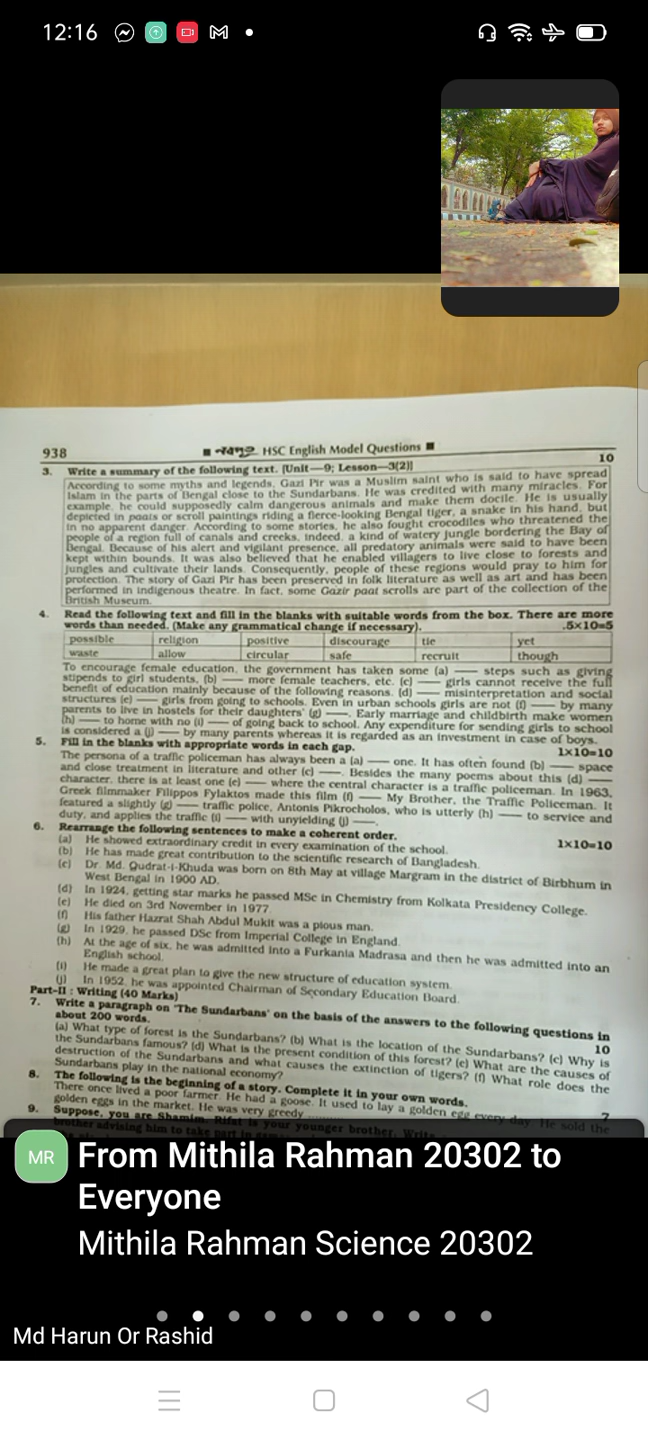 12:16
938
নবদূত HSC English Model Questions
3. Write a summary of the following text. [Unit—9; Lesson—3(2)] 10
According to some myths and legends, Gazi Pir was a Muslim saint who is said to have spread
Islam in the parts of Bengal close to the Sundarbans. He was credited with many miracles. For
example, he could supposedly calm dangerous animals and make them docile. He is usually
depicted in paats or scroll paintings riding a fierce-looking Bengal tiger, a snake in his hand, but
in no apparent danger. According to some stories, he also fought crocodiles who threatened the
people of a region full of canals and creeks, indeed, a kind of watery jungle bordering the Bay of
Bengal. Because of his alert and vigilant presence, all predatory animals were said to have been
kept within bounds. It was also believed that he enabled villagers to live close to forests and
jungles and cultivate their lands. Consequently, people of these regions would pray to him for
protection. The story of Gazi Pir has been preserved in folk literature as well as art and has been
performed in indigenous theatre. In fact, some Gazir paat scrolls are part of the collection of the
British Museum.
4. Read the following text and fill in the blanks with suitable words from the box. There are more
words than needed. (Make any grammatical change if necessary). .5×10=5
possible religion positive discourage tie yet
waste allow circular safe recruit though
To encourage female education, the government has taken some (a) — steps such as giving
stipends to girl students, (b) — more female teachers, etc. (c) — girls cannot receive the full
benefit of education mainly because of the following reasons. (d) — misinterpretation and social
structures (e) — girls from going to schools. Even in urban schools girls are not (f) — by many
parents to live in hostels for their daughters' (g) —. Early marriage and childbirth make women
(h) — to home with no (i) — of going back to school. Any expenditure for sending girls to school
is considered a (j) — by many parents whereas it is regarded as an investment in case of boys.
5. Fill in the blanks with appropriate words in each gap. 1×10=10
The persona of a traffic policeman has always been a (a) — one. It has often found (b) — space
and close treatment in literature and other (c) —. Besides the many poems about this (d) —
character, there is at least one (e) — where the central character is a traffic policeman. In 1963,
Greek filmmaker Filippos Fylaktos made this film (f) — My Brother, the Traffic Policeman. It
featured a slightly (g) — traffic police, Antonis Pikrocholos, who is utterly (h) — to service and
duty, and applies the traffic (i) — with unyielding (j) —.
6. Rearrange the following sentences to make a coherent order. 1×10=10
(a) He showed extraordinary credit in every examination of the school.
(b) He has made great contribution to the scientific research of Bangladesh.
(c) Dr. Md. Qudrat-i-Khuda was born on 8th May at village Margram in the district of Birbhum in
West Bengal in 1900 AD.
(d) In 1924, getting star marks he passed MSc in Chemistry from Kolkata Presidency College.
(e) He died on 3rd November in 1977.
(f) His father Hazrat Shah Abdul Mukit was a pious man.
(g) In 1929, he passed DSc from Imperial College in England.
(h) At the age of six, he was admitted into a Furkania Madrasa and then he was admitted into an
English school.
(i) He made a great plan to give the new structure of education system.
(j) In 1952, he was appointed Chairman of Secondary Education Board.
Part-II : Writing (40 Marks)
7. Write a paragraph on 'The Sundarbans' on the basis of the answers to the following questions in
about 200 words. 10
(a) What type of forest is the Sundarbans? (b) What is the location of the Sundarbans? (c) Why is
the Sundarbans famous? (d) What is the present condition of this forest? (e) What are the causes of
destruction of the Sundarbans and what causes the extinction of tigers? (f) What role does the
Sundarbans play in the national economy?
8. The following is the beginning of a story. Complete it in your own words. 7
There once lived a poor farmer. He had a goose. It used to lay a golden egg every day. He sold the
golden eggs in the market. He was very greedy
9. Suppose, you are Shamim. Rifat is your younger brother. Write
brother advising him to take part in
MR
From Mithila Rahman 20302 to
Everyone
Mithila Rahman Science 20302
Md Harun Or Rashid